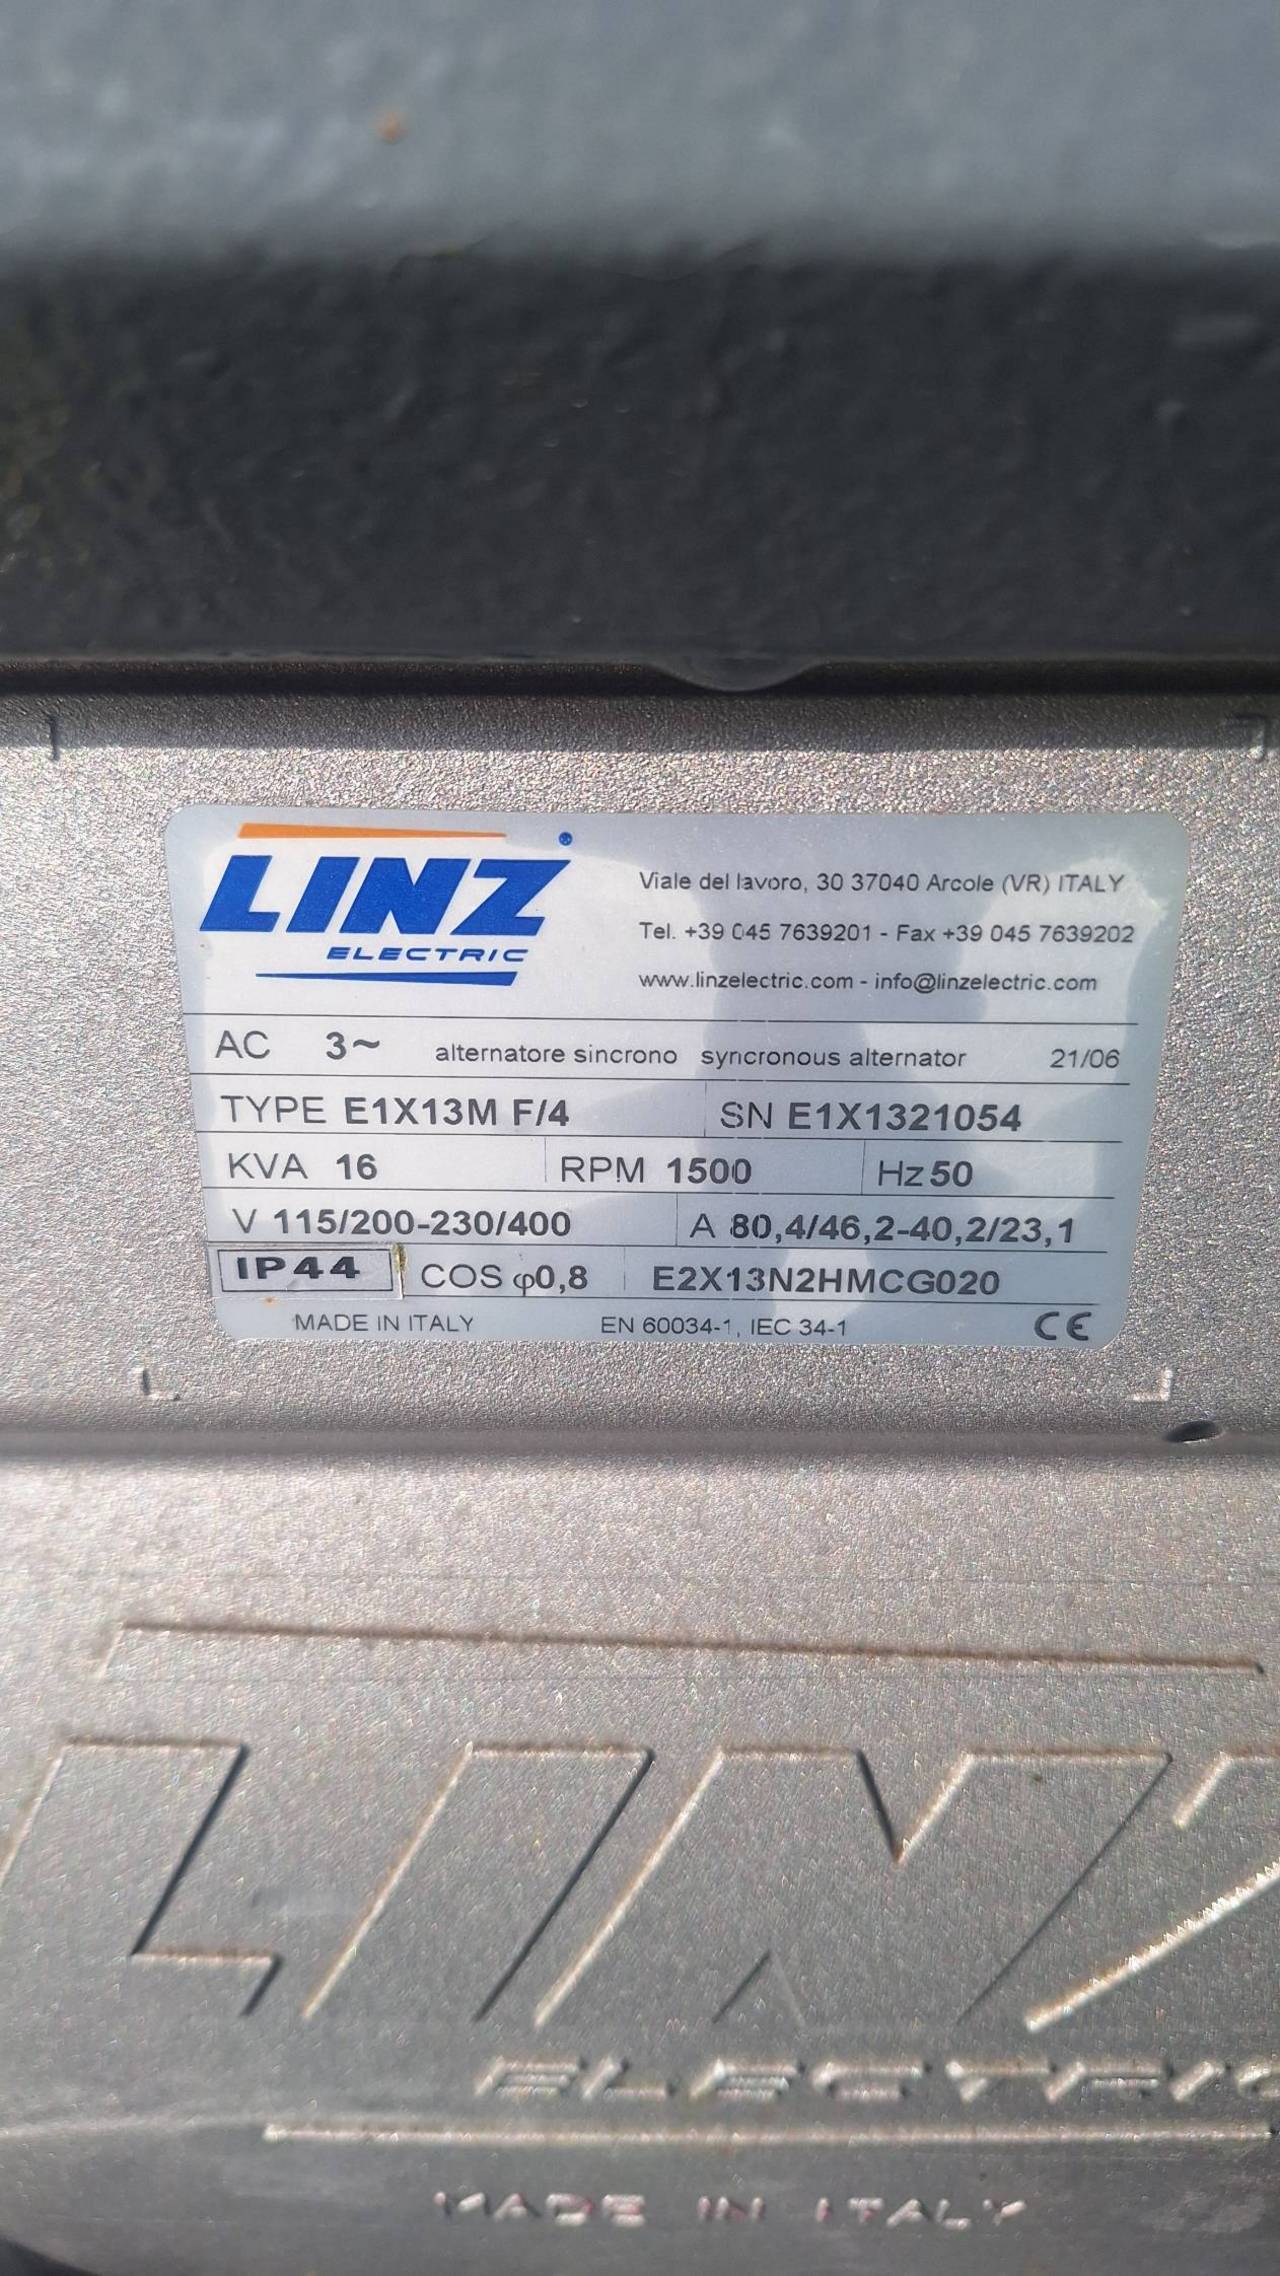 LINZ
ELECTRIC
Viale del lavoro, 30 37040 Arcole (VR) ITALY
Tel. +39 045 7639201 - Fax +39 045 7639202
www.linzelectric.com - info@linzelectric.com
AC 3~ alternatore sincrono syncronous alternator 21/06
TYPE E1X13M F/4 SN E1X1321054
KVA 16 RPM 1500 Hz 50
V 115/200-230/400 A 80,4/46,2-40,2/23,1
IP44 COS φ0,8 E2X13N2HMCG020
MADE IN ITALY EN 60034-1, IEC 34-1 CE
LINZ
ELECTRIC
MADE IN ITALY